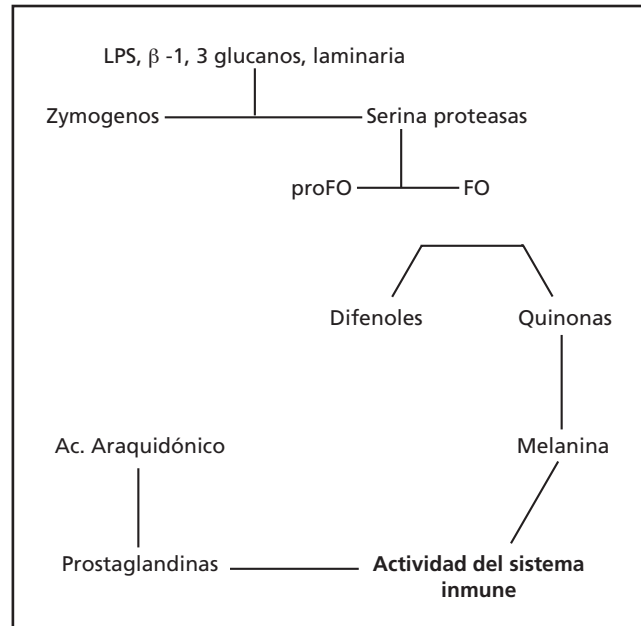 LPS, β -1, 3 glucanos, laminaria
Zymogenos
Serina proteasas
proFO
FO
Difenoles
Quinonas
Ac. Araquidónico
Melanina
Prostaglandinas
Actividad del sistema
inmune